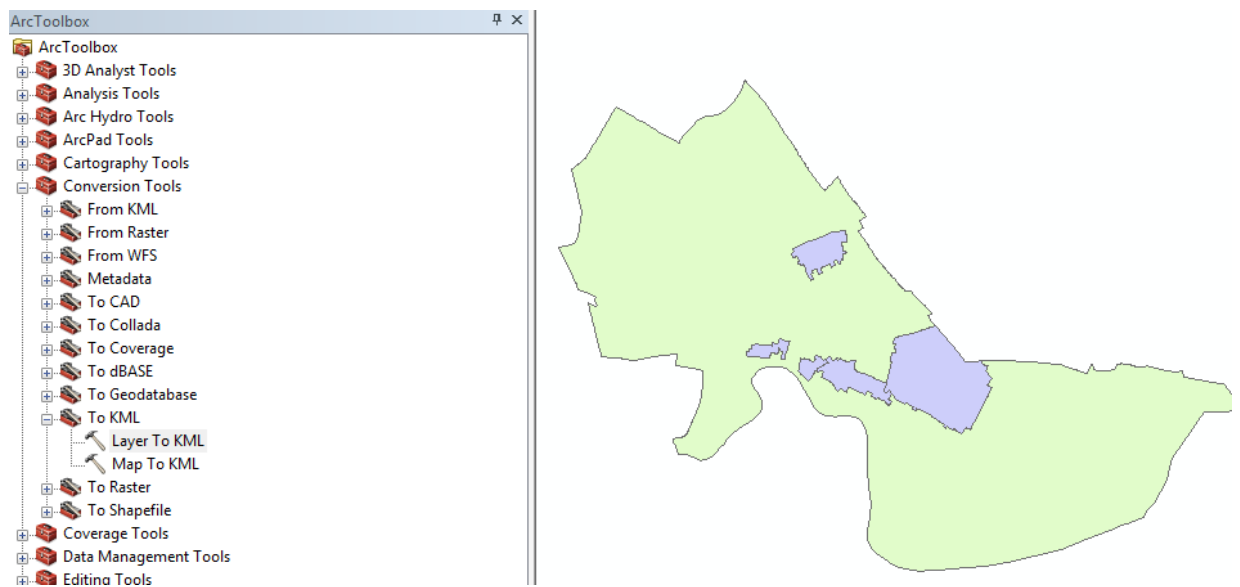 ArcToolbox
ArcToolbox
3D Analyst Tools
Analysis Tools
Arc Hydro Tools
ArcPad Tools
Cartography Tools
Conversion Tools
From KML
From Raster
From WFS
Metadata
To CAD
To Collada
To Coverage
To dBASE
To Geodatabase
To KML
Layer To KML
Map To KML
To Raster
To Shapefile
Coverage Tools
Data Management Tools
Editing Tools